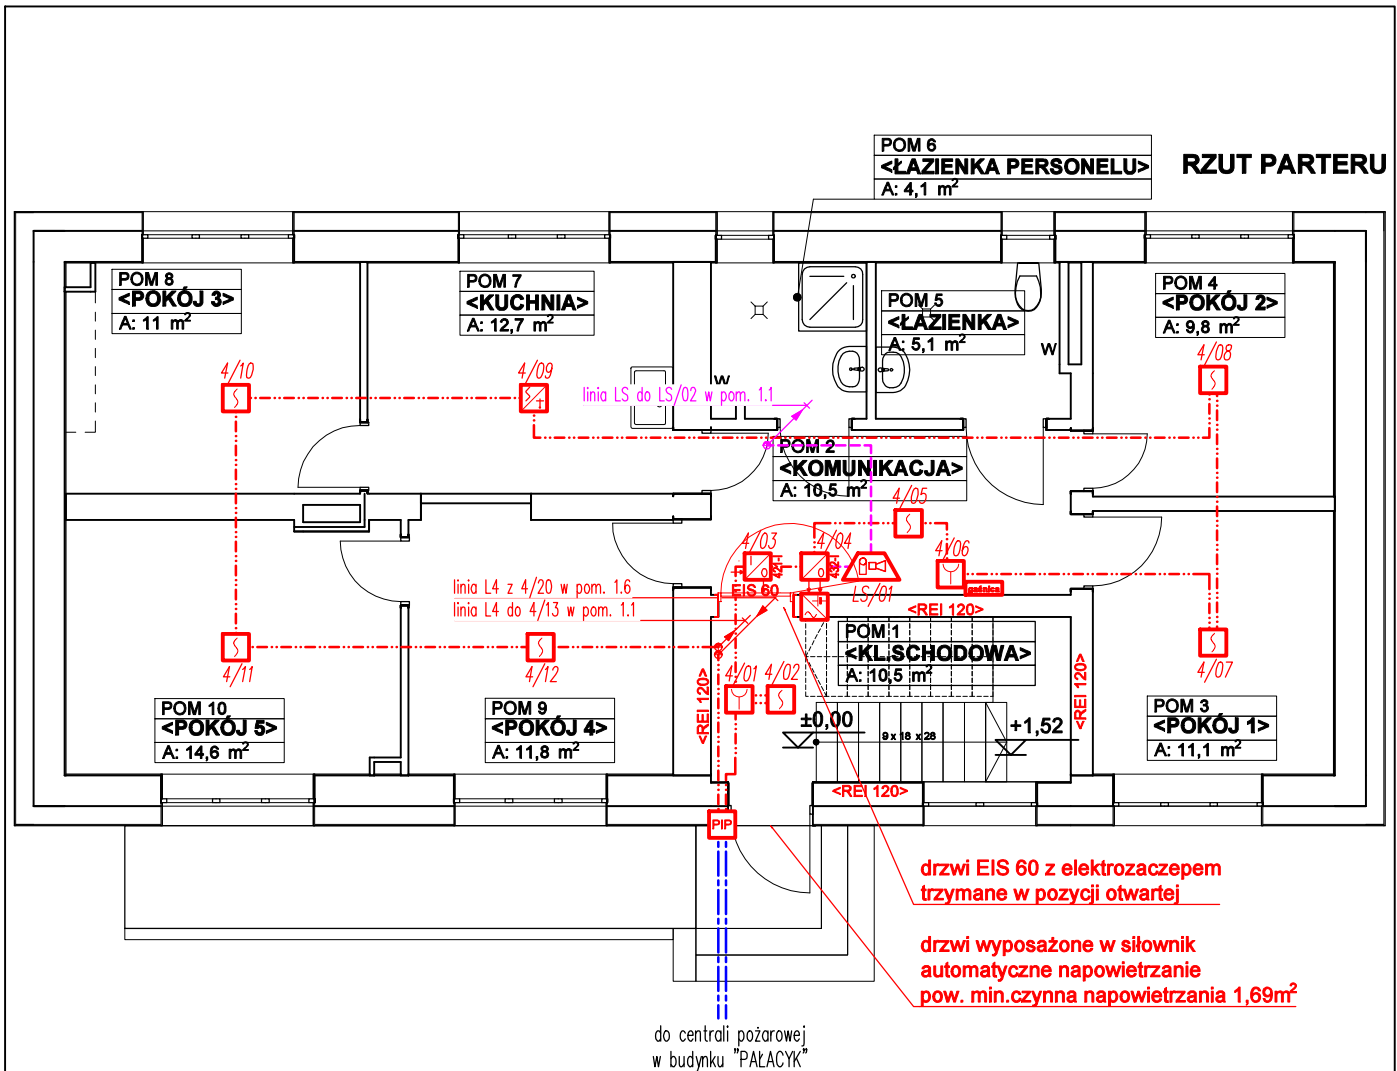 POM 6
<ŁAZIENKA PERSONELU>
A: 4,1 m²
RZUT PARTERU
POM 8
<POKÓJ 3>
A: 11 m²
POM 7
<KUCHNIA>
A: 12,7 m²
POM 5
<ŁAZIENKA>
A: 5,1 m²
POM 4
<POKÓJ 2>
A: 9,8 m²
W
W
4/10
4/09
4/08
linia LS do LS/02 w pom. 1.1
POM 2
<KOMUNIKACJA>
A: 10,5 m²
4/05
4/03
4/04
4/06
421-I
432-I
LS/01
gaśnica
EIS 60
<REI 120>
linia L4 z 4/20 w pom. 1.6
linia L4 do 4/13 w pom. 1.1
POM 1
<KL.SCHODOWA>
A: 10,5 m²
4/11
4/12
4/01
4/02
4/07
<REI 120>
<REI 120>
POM 10
<POKÓJ 5>
A: 14,6 m²
POM 9
<POKÓJ 4>
A: 11,8 m²
±0,00
9 x 18 x 28
+1,52
POM 3
<POKÓJ 1>
A: 11,1 m²
<REI 120>
PIP
drzwi EIS 60 z elektrozaczepem
trzymane w pozycji otwartej
drzwi wyposażone w siłownik
automatyczne napowietrzanie
pow. min.czynna napowietrzania 1,69m²
do centrali pożarowej
w budynku "PAŁACYK"